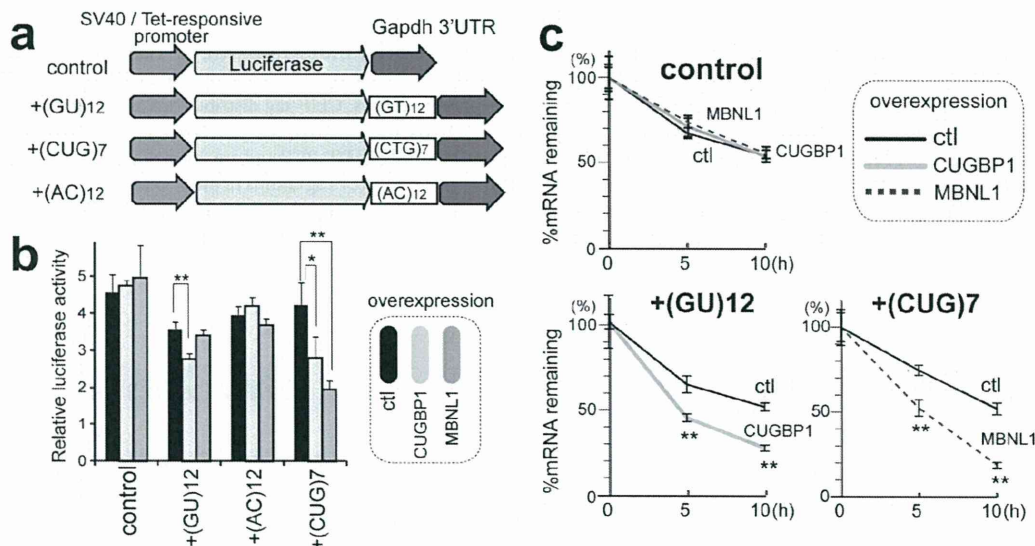 a
SV40 / Tet-responsive
promoter
Gapdh 3'UTR
control
Luciferase
+(GU)12
(GT)12
+(CUG)7
(CTG)7
+(AC)12
(AC)12
b
Relative luciferase activity
5
4
3
2
1
0
**
*
**
control
+(GU)12
+(AC)12
+(CUG)7
overexpression
ctl
CUGBP1
MBNL1
c
control
(%)
%mRNA remaining
100
50
0
0
5
10(h)
MBNL1
ctl
CUGBP1
overexpression
ctl
CUGBP1
MBNL1
+(GU)12
(%)
%mRNA remaining
100
50
0
0
5
10(h)
ctl
CUGBP1
**
**
+(CUG)7
(%)
100
50
0
0
5
10(h)
ctl
MBNL1
**
**